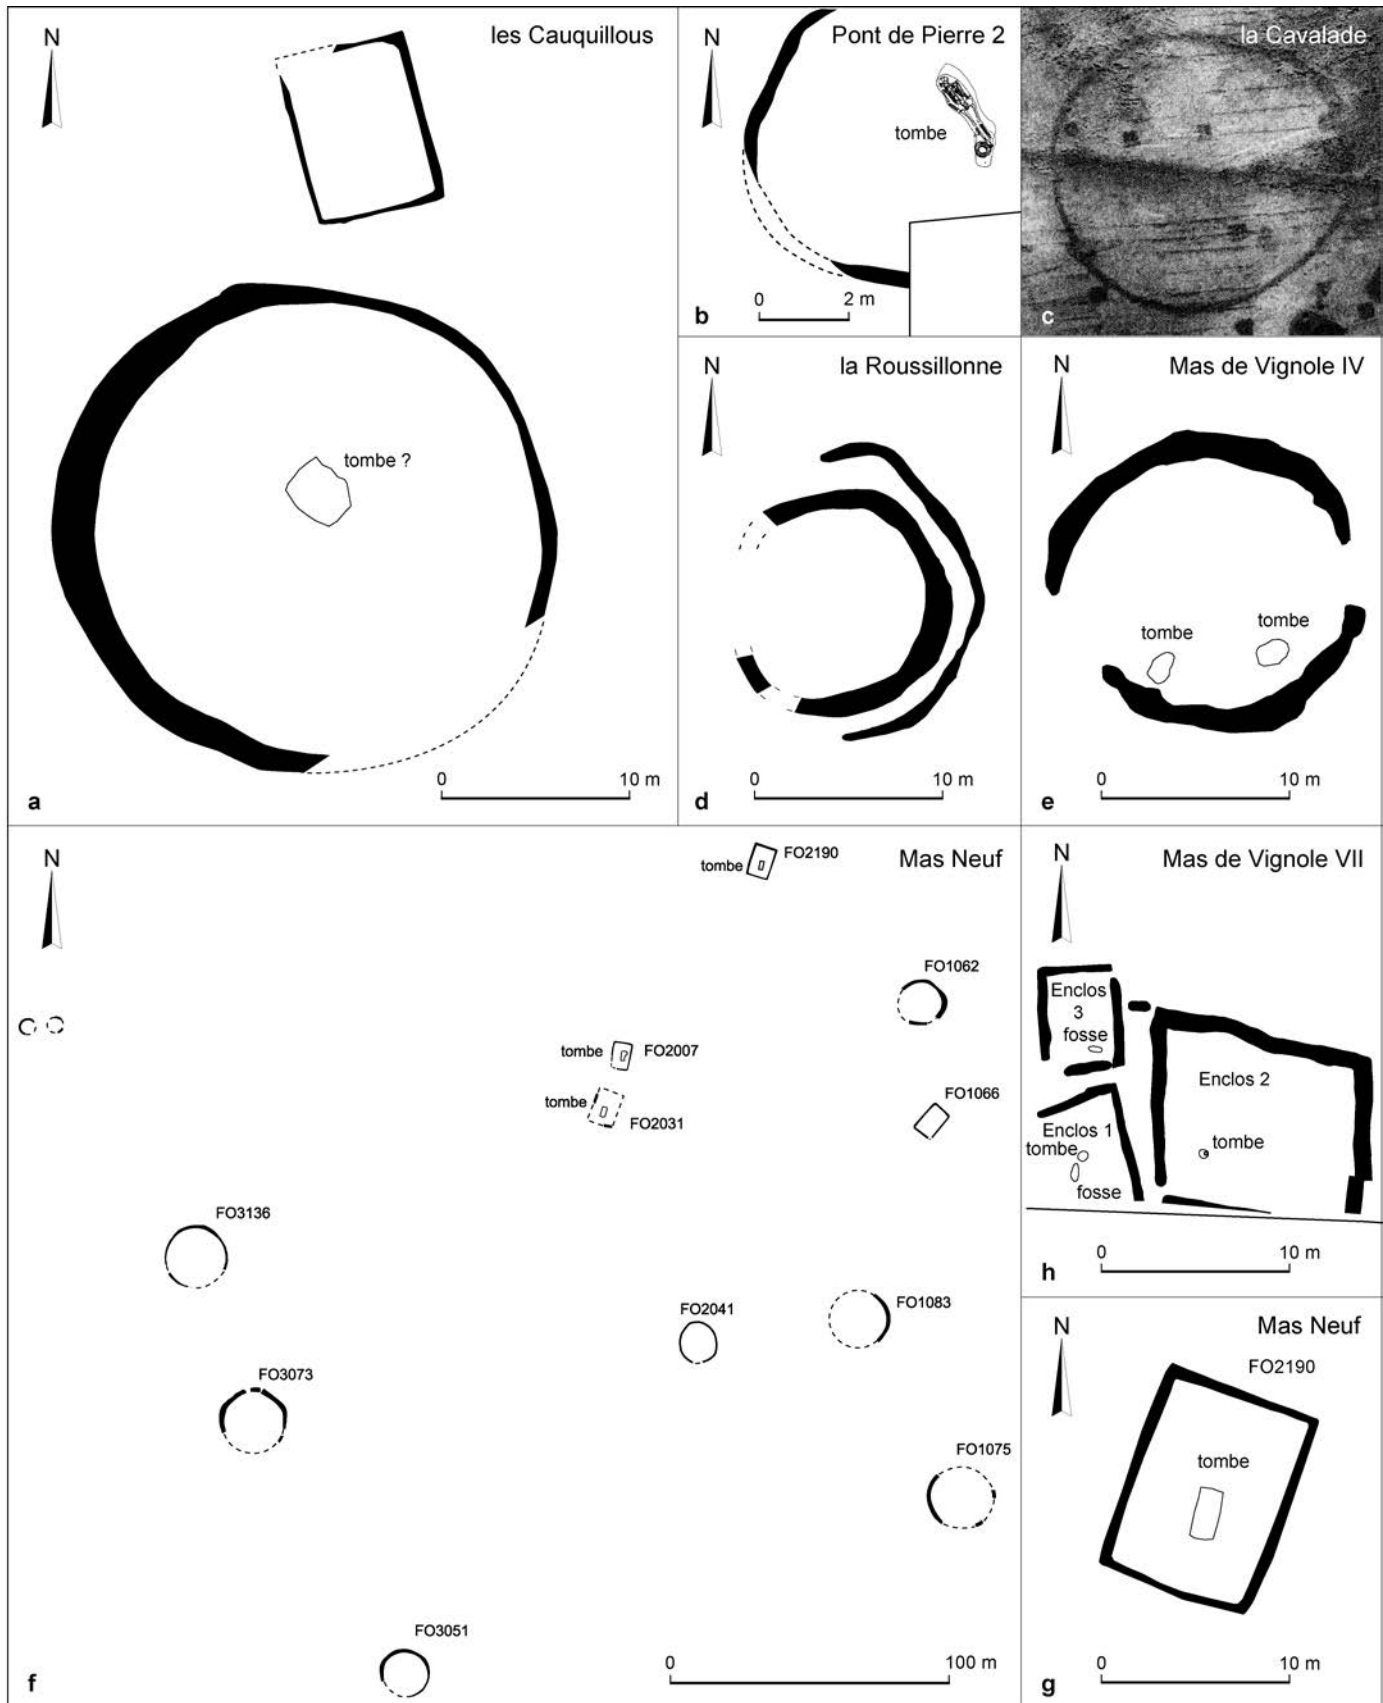 N
les Cauquillous
tombe ?
0 10 m
a
N
Pont de Pierre 2
tombe
0 2 m
b
la Cavalade
c
N
la Roussillonne
0 10 m
d
N
Mas de Vignole IV
tombe
tombe
0 10 m
e
N
Mas Neuf
tombe
FO2190
FO1062
tombe
FO2007
tombe
FO2031
FO1066
FO3136
FO2041
FO1083
FO3073
FO1075
FO3051
0 100 m
f
N
Mas de Vignole VII
Enclos
3
fosse
Enclos 2
Enclos 1
tombe
tombe
fosse
0 10 m
h
N
Mas Neuf
FO2190
tombe
0 10 m
g